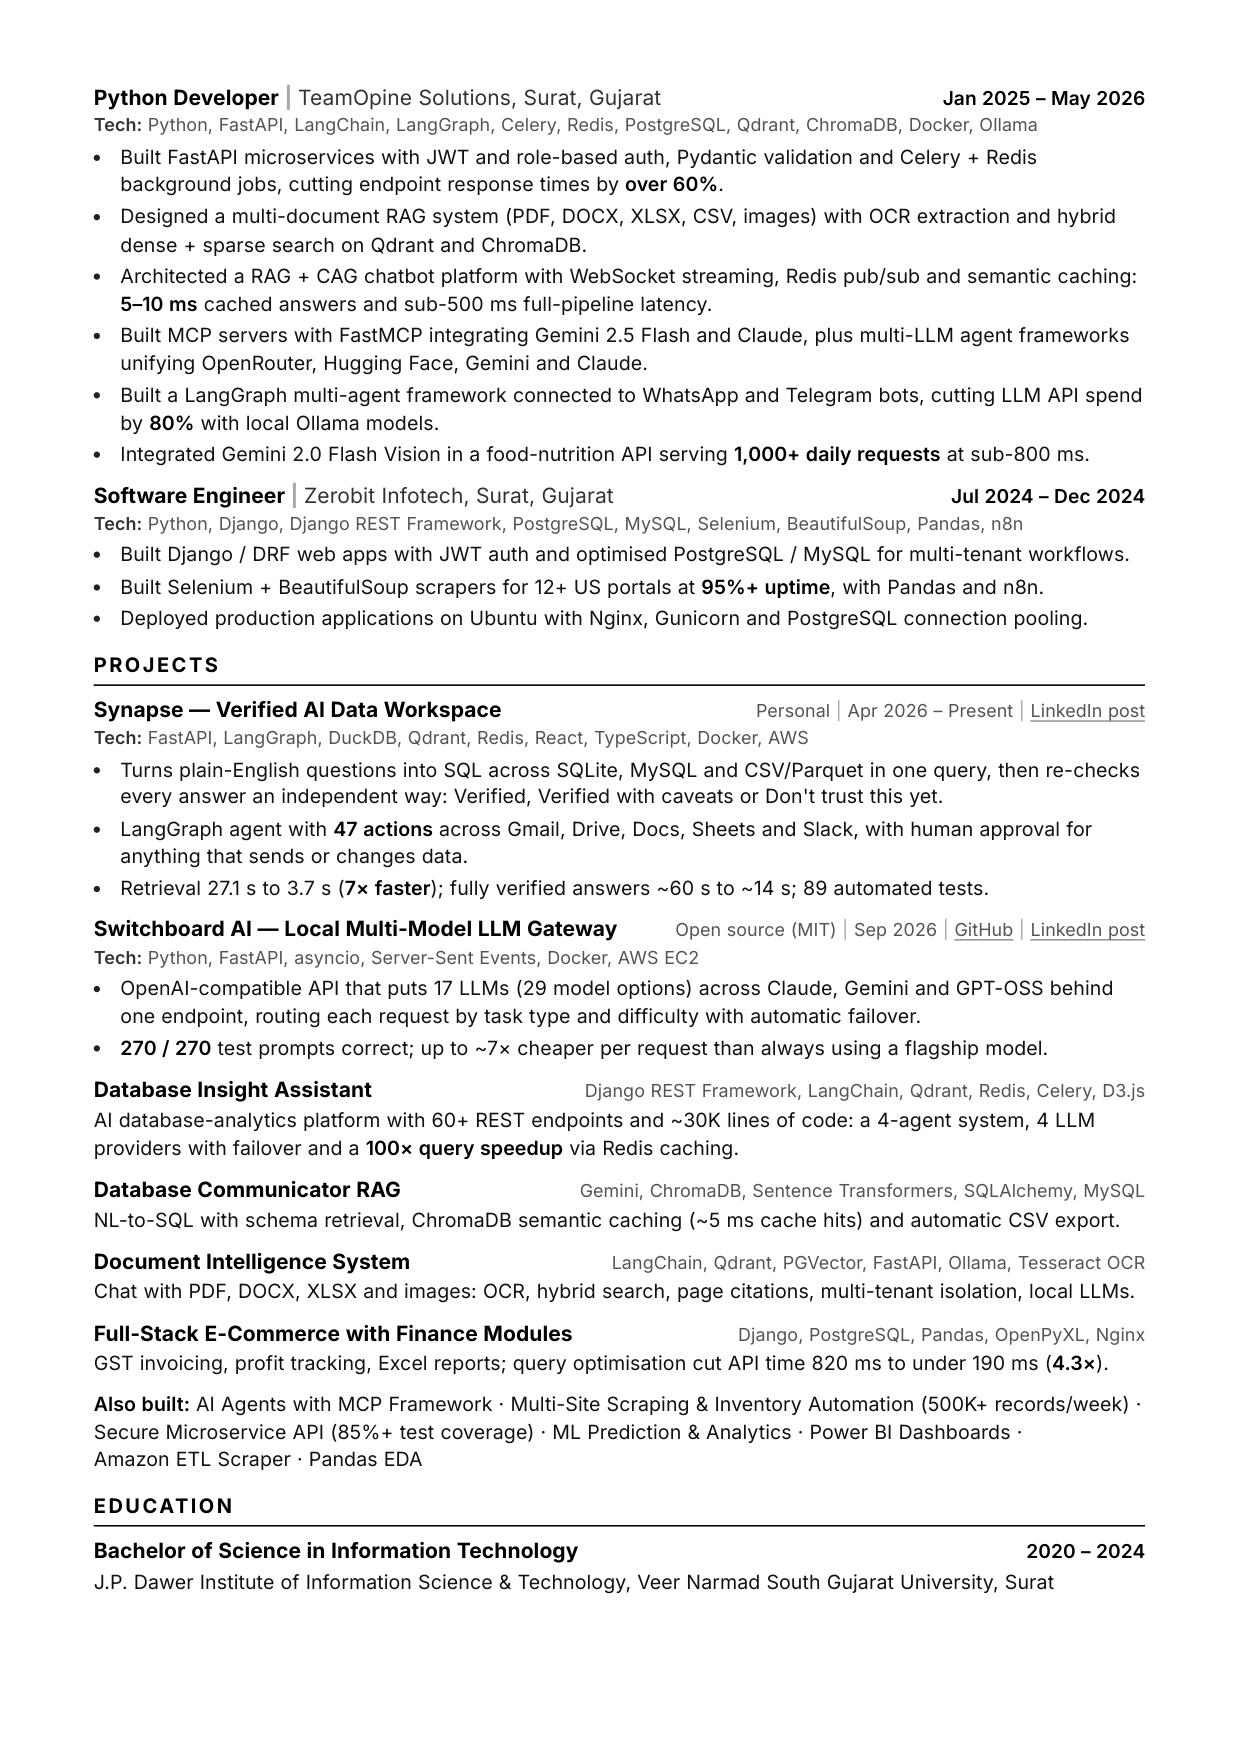 Python Developer | TeamOpine Solutions, Surat, Gujarat Jan 2025 – May 2026
Tech: Python, FastAPI, LangChain, LangGraph, Celery, Redis, PostgreSQL, Qdrant, ChromaDB, Docker, Ollama
• Built FastAPI microservices with JWT and role-based auth, Pydantic validation and Celery + Redis
background jobs, cutting endpoint response times by over 60%.
• Designed a multi-document RAG system (PDF, DOCX, XLSX, CSV, images) with OCR extraction and hybrid
dense + sparse search on Qdrant and ChromaDB.
• Architected a RAG + CAG chatbot platform with WebSocket streaming, Redis pub/sub and semantic caching:
5–10 ms cached answers and sub-500 ms full-pipeline latency.
• Built MCP servers with FastMCP integrating Gemini 2.5 Flash and Claude, plus multi-LLM agent frameworks
unifying OpenRouter, Hugging Face, Gemini and Claude.
• Built a LangGraph multi-agent framework connected to WhatsApp and Telegram bots, cutting LLM API spend
by 80% with local Ollama models.
• Integrated Gemini 2.0 Flash Vision in a food-nutrition API serving 1,000+ daily requests at sub-800 ms.
Software Engineer | Zerobit Infotech, Surat, Gujarat Jul 2024 – Dec 2024
Tech: Python, Django, Django REST Framework, PostgreSQL, MySQL, Selenium, BeautifulSoup, Pandas, n8n
• Built Django / DRF web apps with JWT auth and optimised PostgreSQL / MySQL for multi-tenant workflows.
• Built Selenium + BeautifulSoup scrapers for 12+ US portals at 95%+ uptime, with Pandas and n8n.
• Deployed production applications on Ubuntu with Nginx, Gunicorn and PostgreSQL connection pooling.
PROJECTS
Synapse — Verified AI Data Workspace Personal | Apr 2026 – Present | LinkedIn post
Tech: FastAPI, LangGraph, DuckDB, Qdrant, Redis, React, TypeScript, Docker, AWS
• Turns plain-English questions into SQL across SQLite, MySQL and CSV/Parquet in one query, then re-checks
every answer an independent way: Verified, Verified with caveats or Don't trust this yet.
• LangGraph agent with 47 actions across Gmail, Drive, Docs, Sheets and Slack, with human approval for
anything that sends or changes data.
• Retrieval 27.1 s to 3.7 s (7× faster); fully verified answers ~60 s to ~14 s; 89 automated tests.
Switchboard AI — Local Multi-Model LLM Gateway Open source (MIT) | Sep 2026 | GitHub | LinkedIn post
Tech: Python, FastAPI, asyncio, Server-Sent Events, Docker, AWS EC2
• OpenAI-compatible API that puts 17 LLMs (29 model options) across Claude, Gemini and GPT-OSS behind
one endpoint, routing each request by task type and difficulty with automatic failover.
• 270 / 270 test prompts correct; up to ~7× cheaper per request than always using a flagship model.
Database Insight Assistant Django REST Framework, LangChain, Qdrant, Redis, Celery, D3.js
AI database-analytics platform with 60+ REST endpoints and ~30K lines of code: a 4-agent system, 4 LLM
providers with failover and a 100× query speedup via Redis caching.
Database Communicator RAG Gemini, ChromaDB, Sentence Transformers, SQLAlchemy, MySQL
NL-to-SQL with schema retrieval, ChromaDB semantic caching (~5 ms cache hits) and automatic CSV export.
Document Intelligence System LangChain, Qdrant, PGVector, FastAPI, Ollama, Tesseract OCR
Chat with PDF, DOCX, XLSX and images: OCR, hybrid search, page citations, multi-tenant isolation, local LLMs.
Full-Stack E-Commerce with Finance Modules Django, PostgreSQL, Pandas, OpenPyXL, Nginx
GST invoicing, profit tracking, Excel reports; query optimisation cut API time 820 ms to under 190 ms (4.3×).
Also built: AI Agents with MCP Framework · Multi-Site Scraping & Inventory Automation (500K+ records/week) ·
Secure Microservice API (85%+ test coverage) · ML Prediction & Analytics · Power BI Dashboards ·
Amazon ETL Scraper · Pandas EDA
EDUCATION
Bachelor of Science in Information Technology 2020 – 2024
J.P. Dawer Institute of Information Science & Technology, Veer Narmad South Gujarat University, Surat